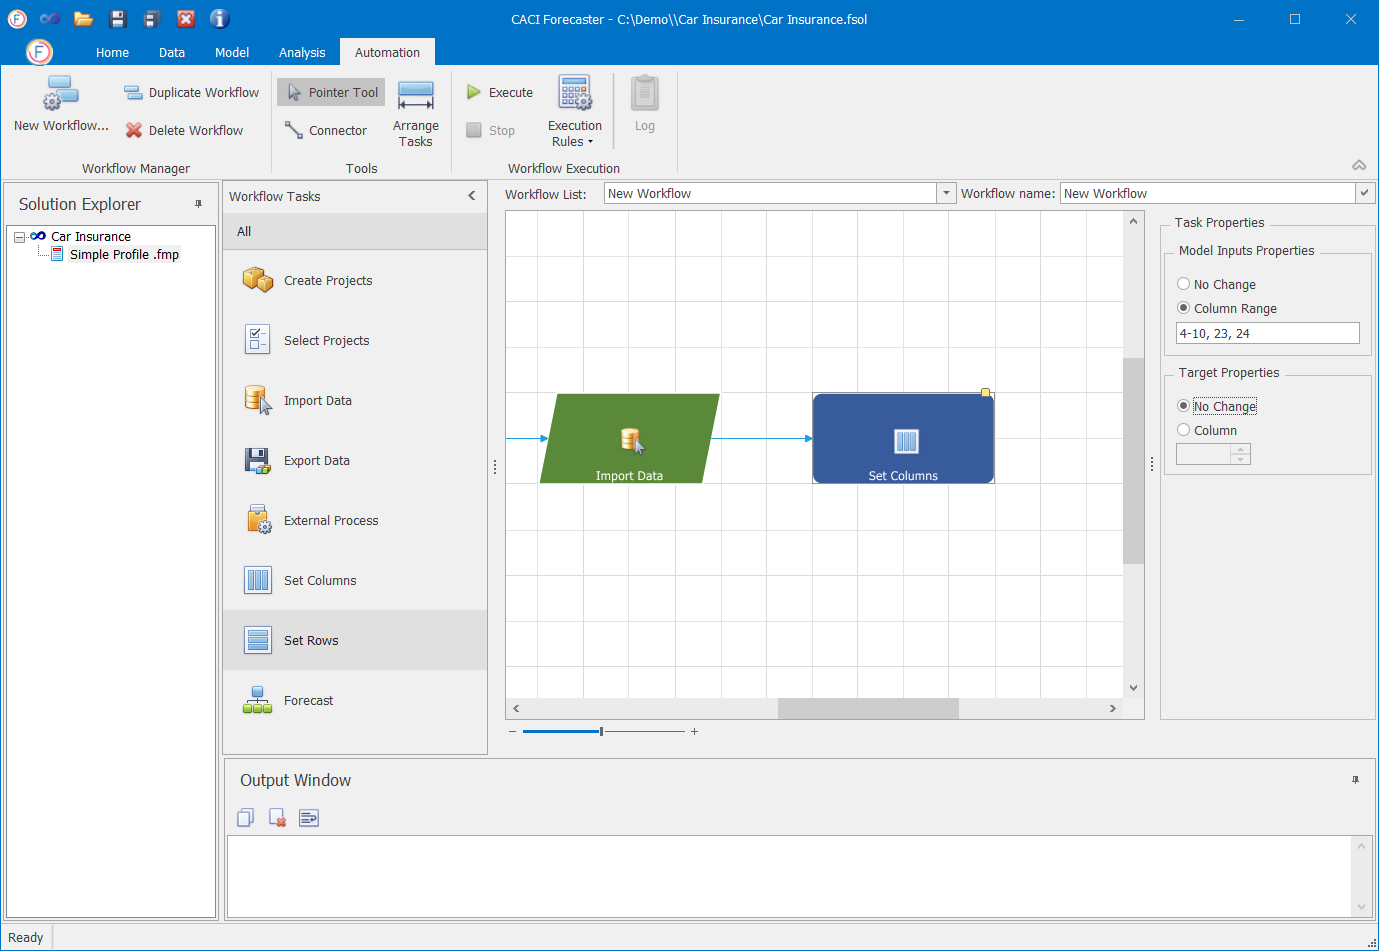 CACI Forecaster - C:\Demo\\Car Insurance\Car Insurance.fsol
F
Home Data Model Analysis Automation
New Workflow...
Duplicate Workflow
Delete Workflow
Workflow Manager
Pointer Tool
Connector
Arrange
Tasks
Tools
Execute
Stop
Execution
Rules
Workflow Execution
Log
Solution Explorer
Car Insurance
Simple Profile .fmp
Workflow Tasks
All
Create Projects
Select Projects
Import Data
Export Data
External Process
Set Columns
Set Rows
Forecast
Workflow List: New Workflow
Workflow name: New Workflow
Import Data
Set Columns
Task Properties
Model Inputs Properties
No Change
Column Range
4-10, 23, 24
Target Properties
No Change
Column
Output Window
Ready